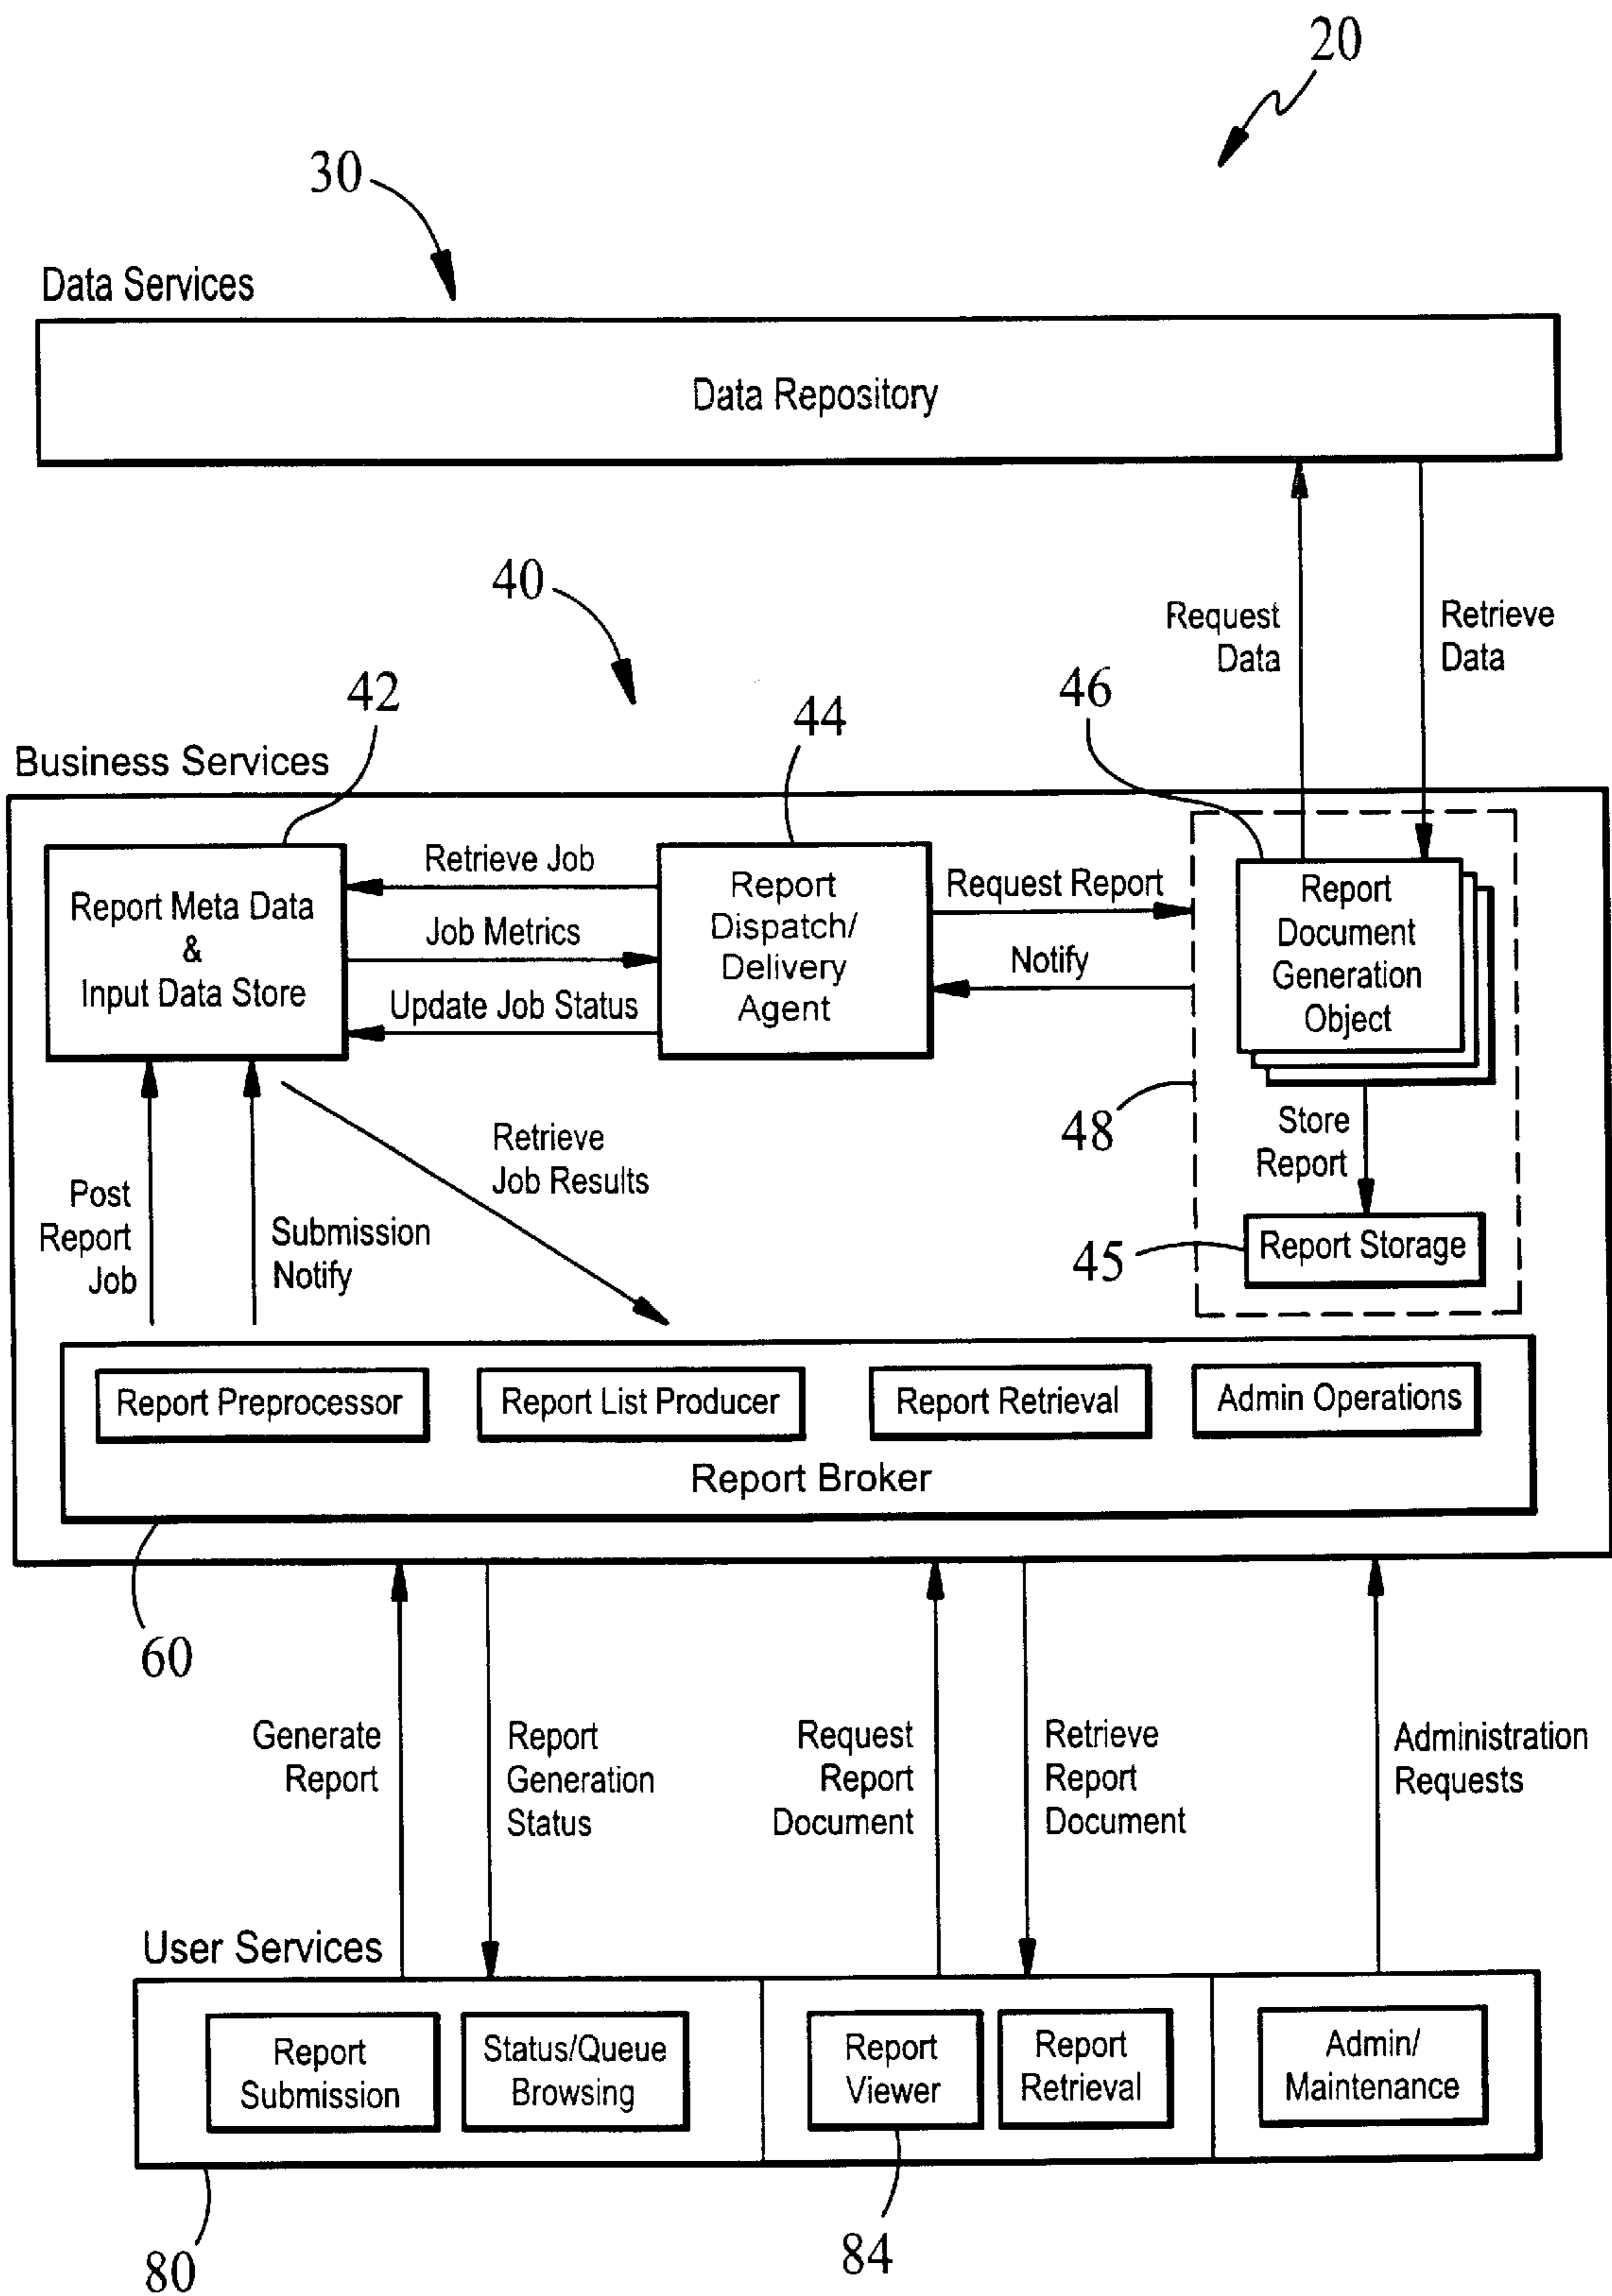 20
30
Data Services
Data Repository
40
Request
Data
Retrieve
Data
42
44
46
Business Services
Report Meta Data
&
Input Data Store
Retrieve Job
Job Metrics
Update Job Status
Report
Dispatch/
Delivery
Agent
Request Report
Notify
Report
Document
Generation
Object
48
Store
Report
Retrieve
Job Results
Post
Report
Job
Submission
Notify
45
Report Storage
Report Preprocessor
Report List Producer
Report Retrieval
Admin Operations
Report Broker
60
Generate
Report
Report
Generation
Status
Request
Report
Document
Retrieve
Report
Document
Administration
Requests
User Services
Report
Submission
Status/Queue
Browsing
Report
Viewer
Report
Retrieval
Admin/
Maintenance
80
84